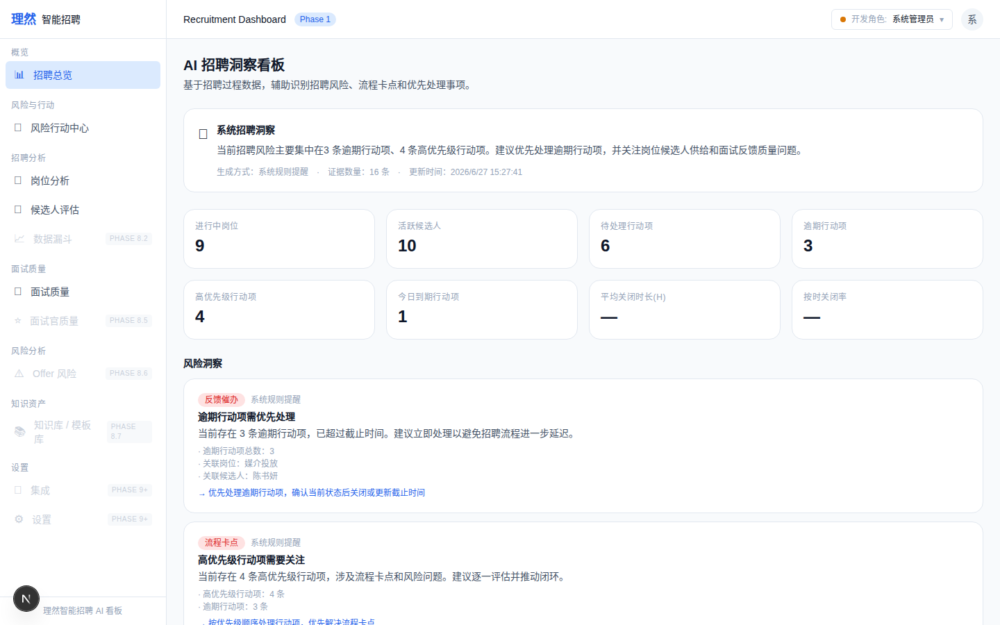 理然 智能招聘
Recruitment Dashboard Phase 1
开发角色: 系统管理员 ▾ 系
概览
招聘总览
风险与行动
风险行动中心
招聘分析
岗位分析
候选人评估
数据漏斗 PHASE 8.2
面试质量
面试质量
面试官质量 PHASE 8.5
风险分析
Offer 风险 PHASE 8.6
知识资产
知识库 / 模板
库
PHASE
8.7
设置
集成 PHASE 9+
设置 PHASE 9+
N
理然智能招聘 AI 看板
AI 招聘洞察看板
基于招聘过程数据，辅助识别招聘风险、流程卡点和优先处理事项。
系统招聘洞察
当前招聘风险主要集中在3 条逾期行动项、4 条高优先级行动项。建议优先处理逾期行动项，并关注岗位候选人供给和面试反馈质量问题。
生成方式：系统规则提醒 · 证据数量：16 条 · 更新时间：2026/6/27 15:27:41
进行中岗位
9
活跃候选人
10
待处理行动项
6
逾期行动项
3
高优先级行动项
4
今日到期行动项
1
平均关闭时长(H)
—
按时关闭率
—
风险洞察
反馈催办 系统规则提醒
逾期行动项需优先处理
当前存在 3 条逾期行动项，已超过截止时间。建议立即处理以避免招聘流程进一步延迟。
· 逾期行动项总数：3
· 关联岗位：媒介投放
· 关联候选人：陈书妍
→ 优先处理逾期行动项，确认当前状态后关闭或更新截止时间
流程卡点 系统规则提醒
高优先级行动项需要关注
当前存在 4 条高优先级行动项，涉及流程卡点和风险问题。建议逐一评估并推动闭环。
· 高优先级行动项：4 条
· 逾期行动项：3 条
→ 按优先级顺序处理行动项，优先解决流程卡点